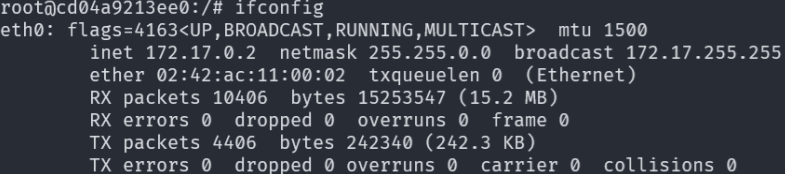 root@cd04a9213ee0:/# ifconfig
eth0: flags=4163<UP,BROADCAST,RUNNING,MULTICAST>  mtu 1500
        inet 172.17.0.2  netmask 255.255.0.0  broadcast 172.17.255.255
        ether 02:42:ac:11:00:02  txqueuelen 0  (Ethernet)
        RX packets 10406  bytes 15253547 (15.2 MB)
        RX errors 0  dropped 0  overruns 0  frame 0
        TX packets 4406  bytes 242340 (242.3 KB)
        TX errors 0  dropped 0 overruns 0  carrier 0  collisions 0